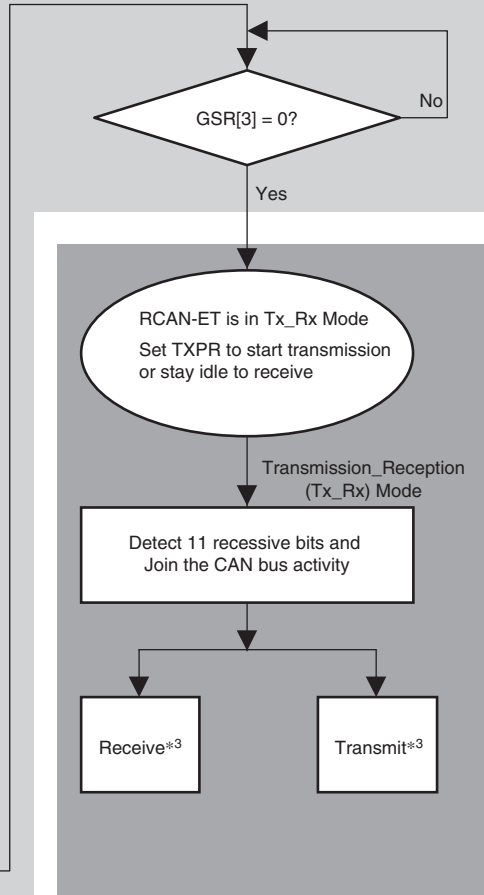 GSR[3] = 0?
No
Yes
RCAN-ET is in Tx_Rx Mode
Set TXPR to start transmission
or stay idle to receive
Transmission_Reception
(Tx_Rx) Mode
Detect 11 recessive bits and
Join the CAN bus activity
Receive*3
Transmit*3